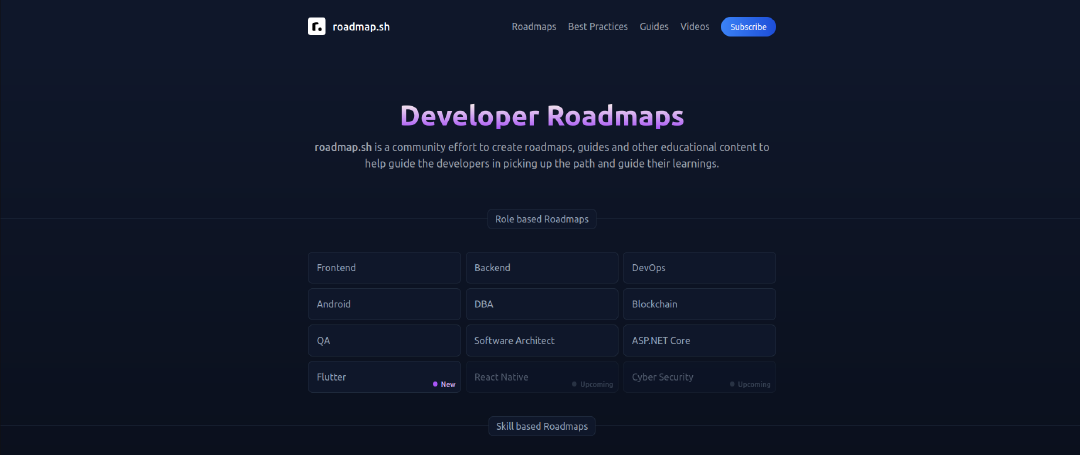 roadmap.sh
Roadmaps Best Practices Guides Videos Subscribe
Developer Roadmaps
roadmap.sh is a community effort to create roadmaps, guides and other educational content to
help guide the developers in picking up the path and guide their learnings.
Role based Roadmaps
Frontend Backend DevOps
Android DBA Blockchain
QA Software Architect ASP.NET Core
Flutter New React Native Upcoming Cyber Security Upcoming
Skill based Roadmaps